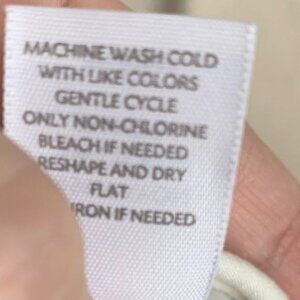 MACHINE WASH COLD
WITH LIKE COLORS
GENTLE CYCLE
ONLY NON-CHLORINE
BLEACH IF NEEDED
RESHAPE AND DRY
FLAT
IRON IF NEEDED